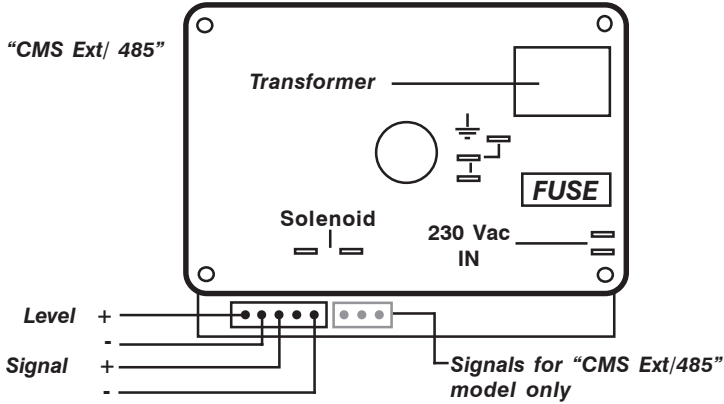 “CMS Ext/ 485”
Transformer
FUSE
Solenoid
230 Vac
IN
Level +
-
Signal +
-
Signals for “CMS Ext/485”
model only